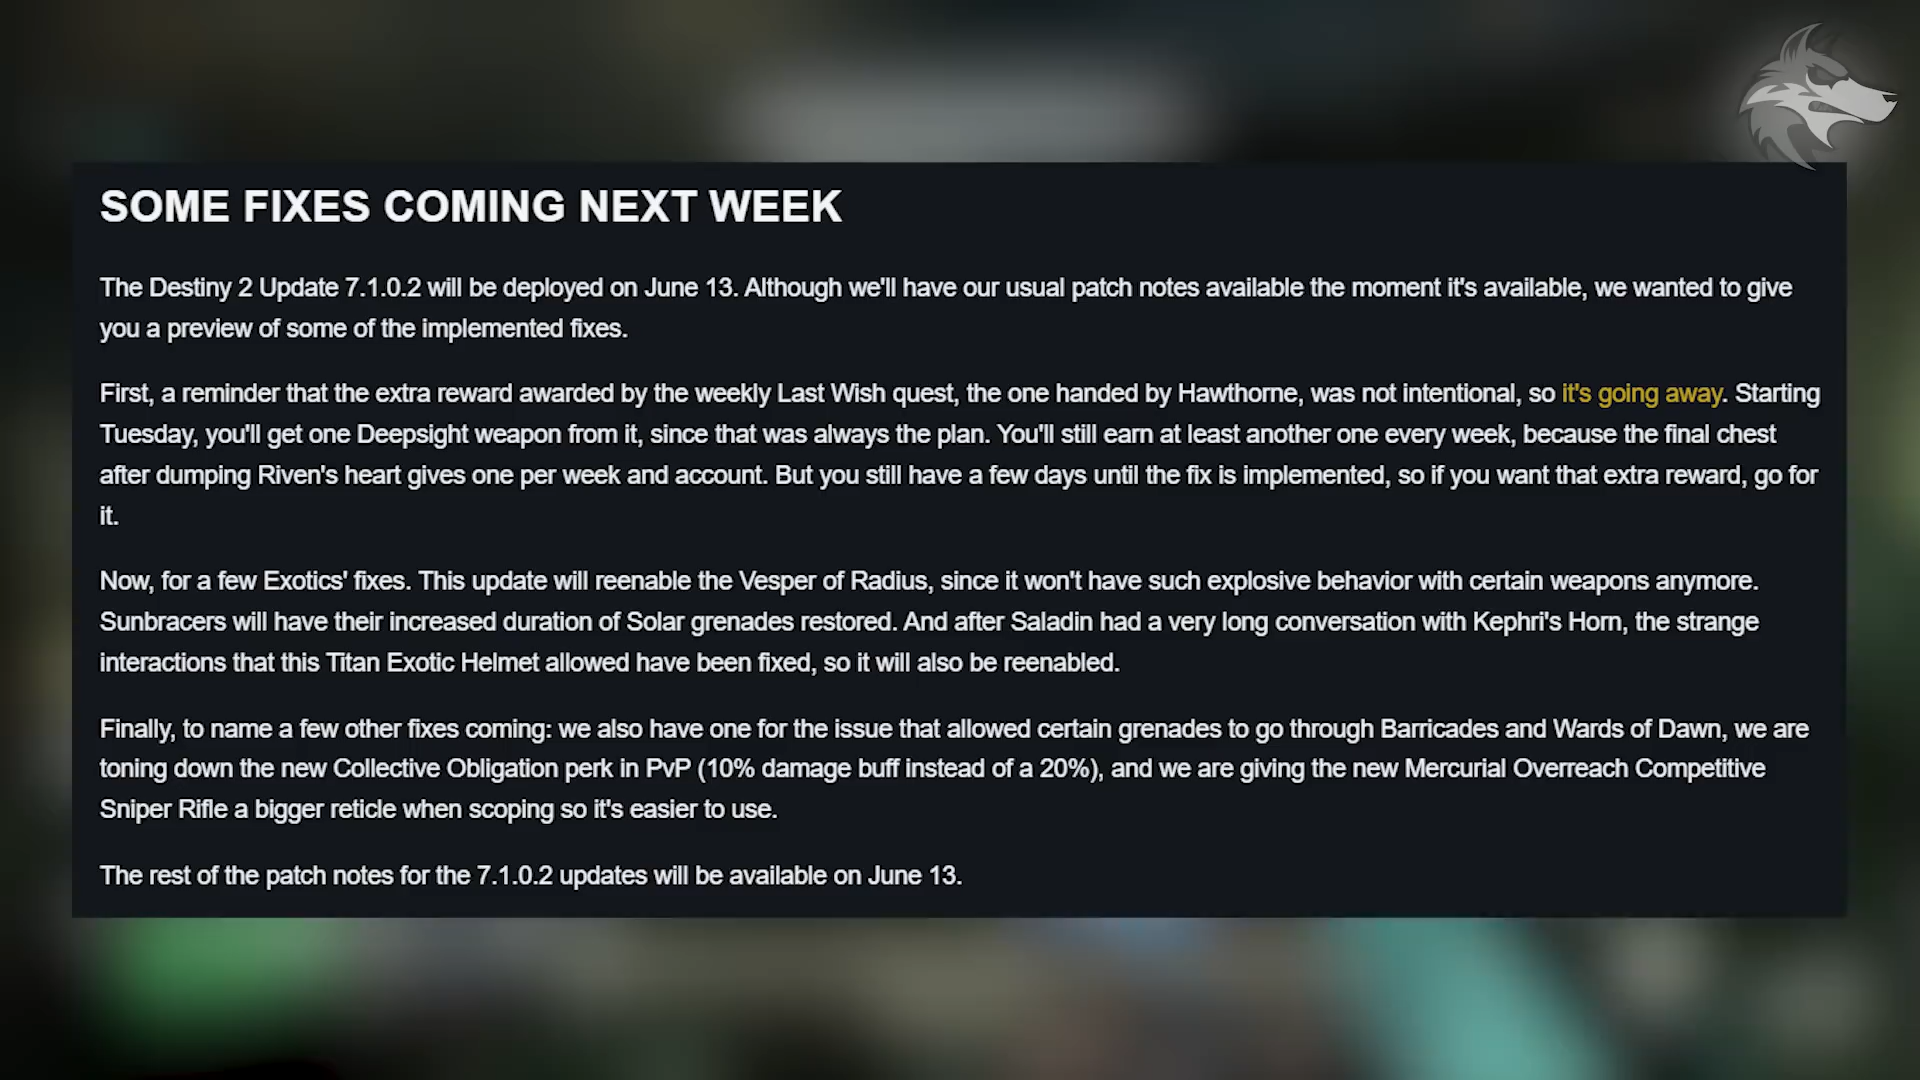 SOME FIXES COMING NEXT WEEK
The Destiny 2 Update 7.1.0.2 will be deployed on June 13. Although we'll have our usual patch notes available the moment it's available, we wanted to give
you a preview of some of the implemented fixes.
First, a reminder that the extra reward awarded by the weekly Last Wish quest, the one handed by Hawthorne, was not intentional, so it's going away. Starting
Tuesday, you'll get one Deepsight weapon from it, since that was always the plan. You'll still earn at least another one every week, because the final chest
after dumping Riven's heart gives one per week and account. But you still have a few days until the fix is implemented, so if you want that extra reward, go for
it.
Now, for a few Exotics' fixes. This update will reenable the Vesper of Radius, since it won't have such explosive behavior with certain weapons anymore.
Sunbracers will have their increased duration of Solar grenades restored. And after Saladin had a very long conversation with Kephri's Horn, the strange
interactions that this Titan Exotic Helmet allowed have been fixed, so it will also be reenabled.
Finally, to name a few other fixes coming: we also have one for the issue that allowed certain grenades to go through Barricades and Wards of Dawn, we are
toning down the new Collective Obligation perk in PvP (10% damage buff instead of a 20%), and we are giving the new Mercurial Overreach Competitive
Sniper Rifle a bigger reticle when scoping so it's easier to use.
The rest of the patch notes for the 7.1.0.2 updates will be available on June 13.